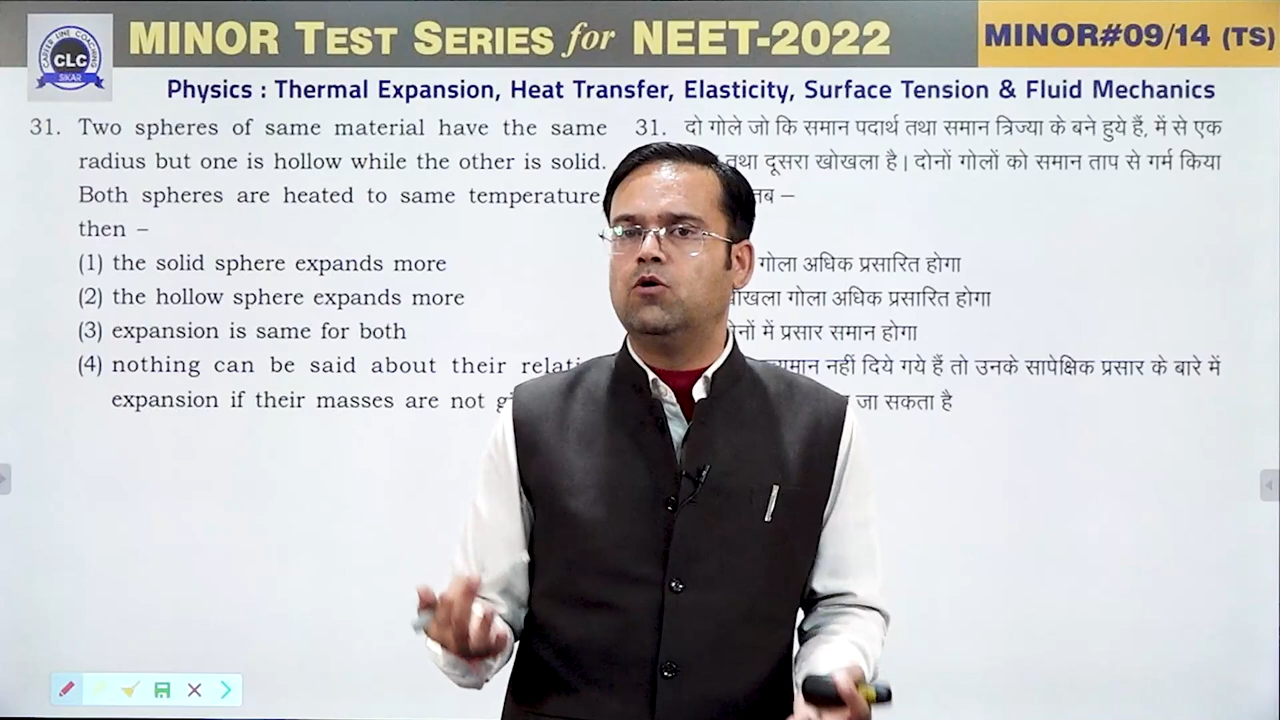 CAREER LINE COACHING
CLC
SIKAR
MINOR TEST SERIES for NEET-2022
MINOR#09/14 (TS)
Physics : Thermal Expansion, Heat Transfer, Elasticity, Surface Tension & Fluid Mechanics
31. Two spheres of same material have the same
radius but one is hollow while the other is solid.
Both spheres are heated to same temperature
then –
(1) the solid sphere expands more
(2) the hollow sphere expands more
(3) expansion is same for both
(4) nothing can be said about their
expansion if their masses are not
31. दो गोले जो कि समान पदार्थ तथा समान त्रिज्या के बने हुये हैं, में से एक
तथा दूसरा खोखला है। दोनों गोलों को समान ताप से गर्म किया
तब –
गोला अधिक प्रसारित होगा
गोला अधिक प्रसारित होगा
में प्रसार समान होगा
नहीं दिये गये हैं तो उनके सापेक्षिक प्रसार के बारे में
जा सकता है